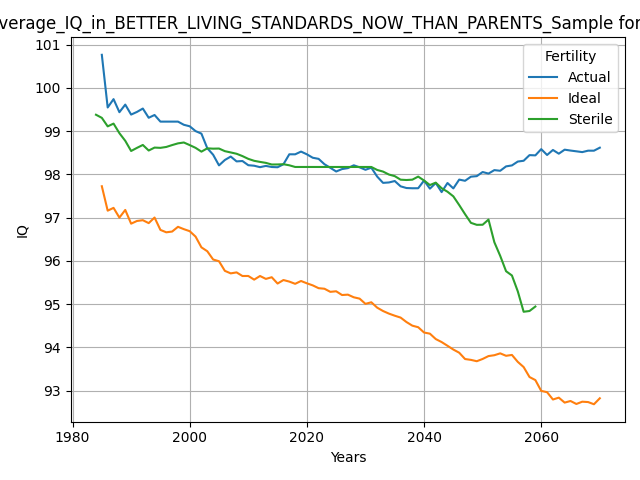 verage_IQ_in_BETTER_LIVING_STANDARDS_NOW_THAN_PARENTS_Sample for
101
100
99
98
97
96
95
94
93
IQ
Fertility
Actual
Ideal
Sterile
1980
2000
2020
2040
2060
Years